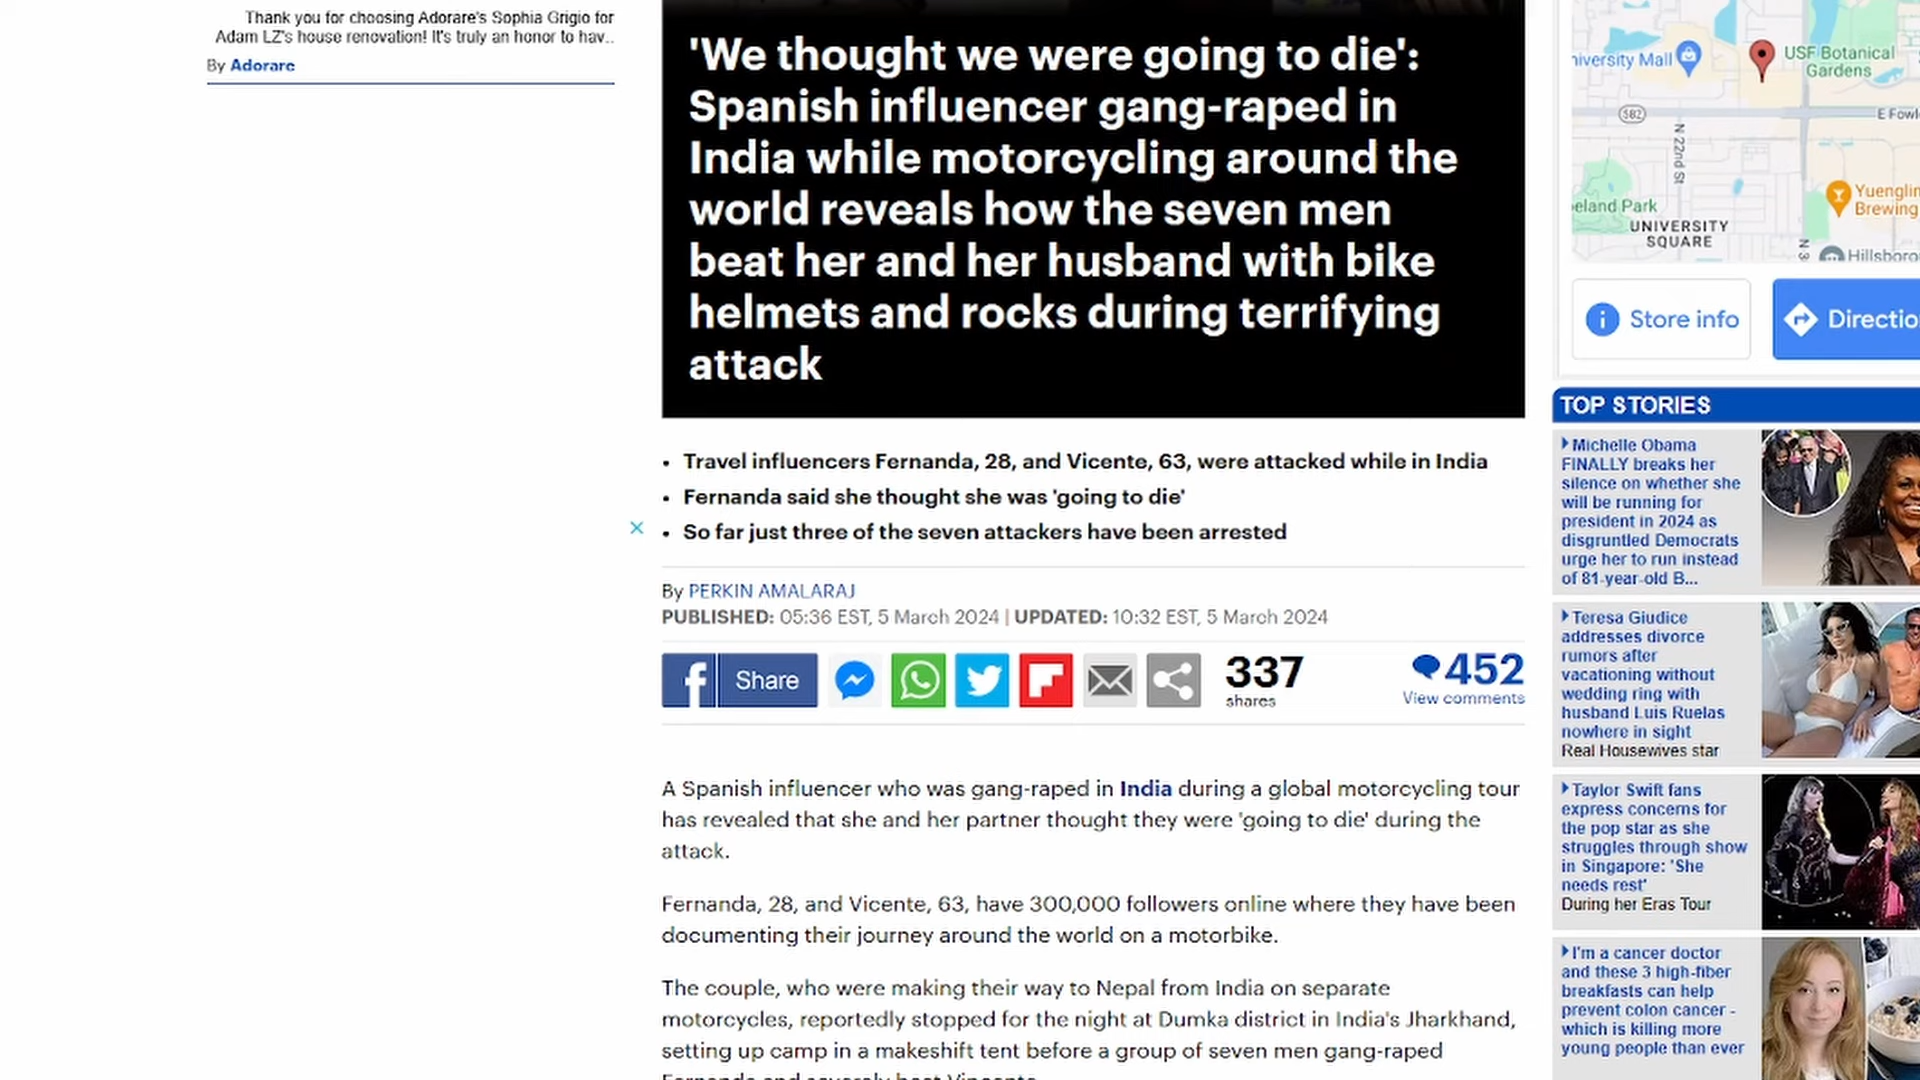 Thank you for choosing Adorare's Sophia Grigio for
Adam LZ's house renovation! It's truly an honor to hav..
By Adorare
'We thought we were going to die':
Spanish influencer gang-raped in
India while motorcycling around the
world reveals how the seven men
beat her and her husband with bike
helmets and rocks during terrifying
attack
Travel influencers Fernanda, 28, and Vicente, 63, were attacked while in India
Fernanda said she thought she was 'going to die'
So far just three of the seven attackers have been arrested
By PERKIN AMALARAJ
PUBLISHED: 05:36 EST, 5 March 2024 | UPDATED: 10:32 EST, 5 March 2024
Share
337
shares
452
View comments
A Spanish influencer who was gang-raped in India during a global motorcycling tour
has revealed that she and her partner thought they were 'going to die' during the
attack.
Fernanda, 28, and Vicente, 63, have 300,000 followers online where they have been
documenting their journey around the world on a motorbike.
The couple, who were making their way to Nepal from India on separate
motorcycles, reportedly stopped for the night at Dumka district in India's Jharkhand,
setting up camp in a makeshift tent before a group of seven men gang-raped
niversity Mall
USF Botanical
Gardens
582
E Fowl
N 22nd St
Yuengling
Brewing
eland Park
UNIVERSITY
SQUARE
N 3
Hillsboro
Store info
Directio
TOP STORIES
Michelle Obama
FINALLY breaks her
silence on whether she
will be running for
president in 2024 as
disgruntled Democrats
urge her to run instead
of 81-year-old B...
Teresa Giudice
addresses divorce
rumors after
vacationing without
wedding ring with
husband Luis Ruelas
nowhere in sight
Real Housewives star
Taylor Swift fans
express concerns for
the pop star as she
struggles through show
in Singapore: 'She
needs rest'
During her Eras Tour
I'm a cancer doctor
and these 3 high-fiber
breakfasts can help
prevent colon cancer -
which is killing more
young people than ever